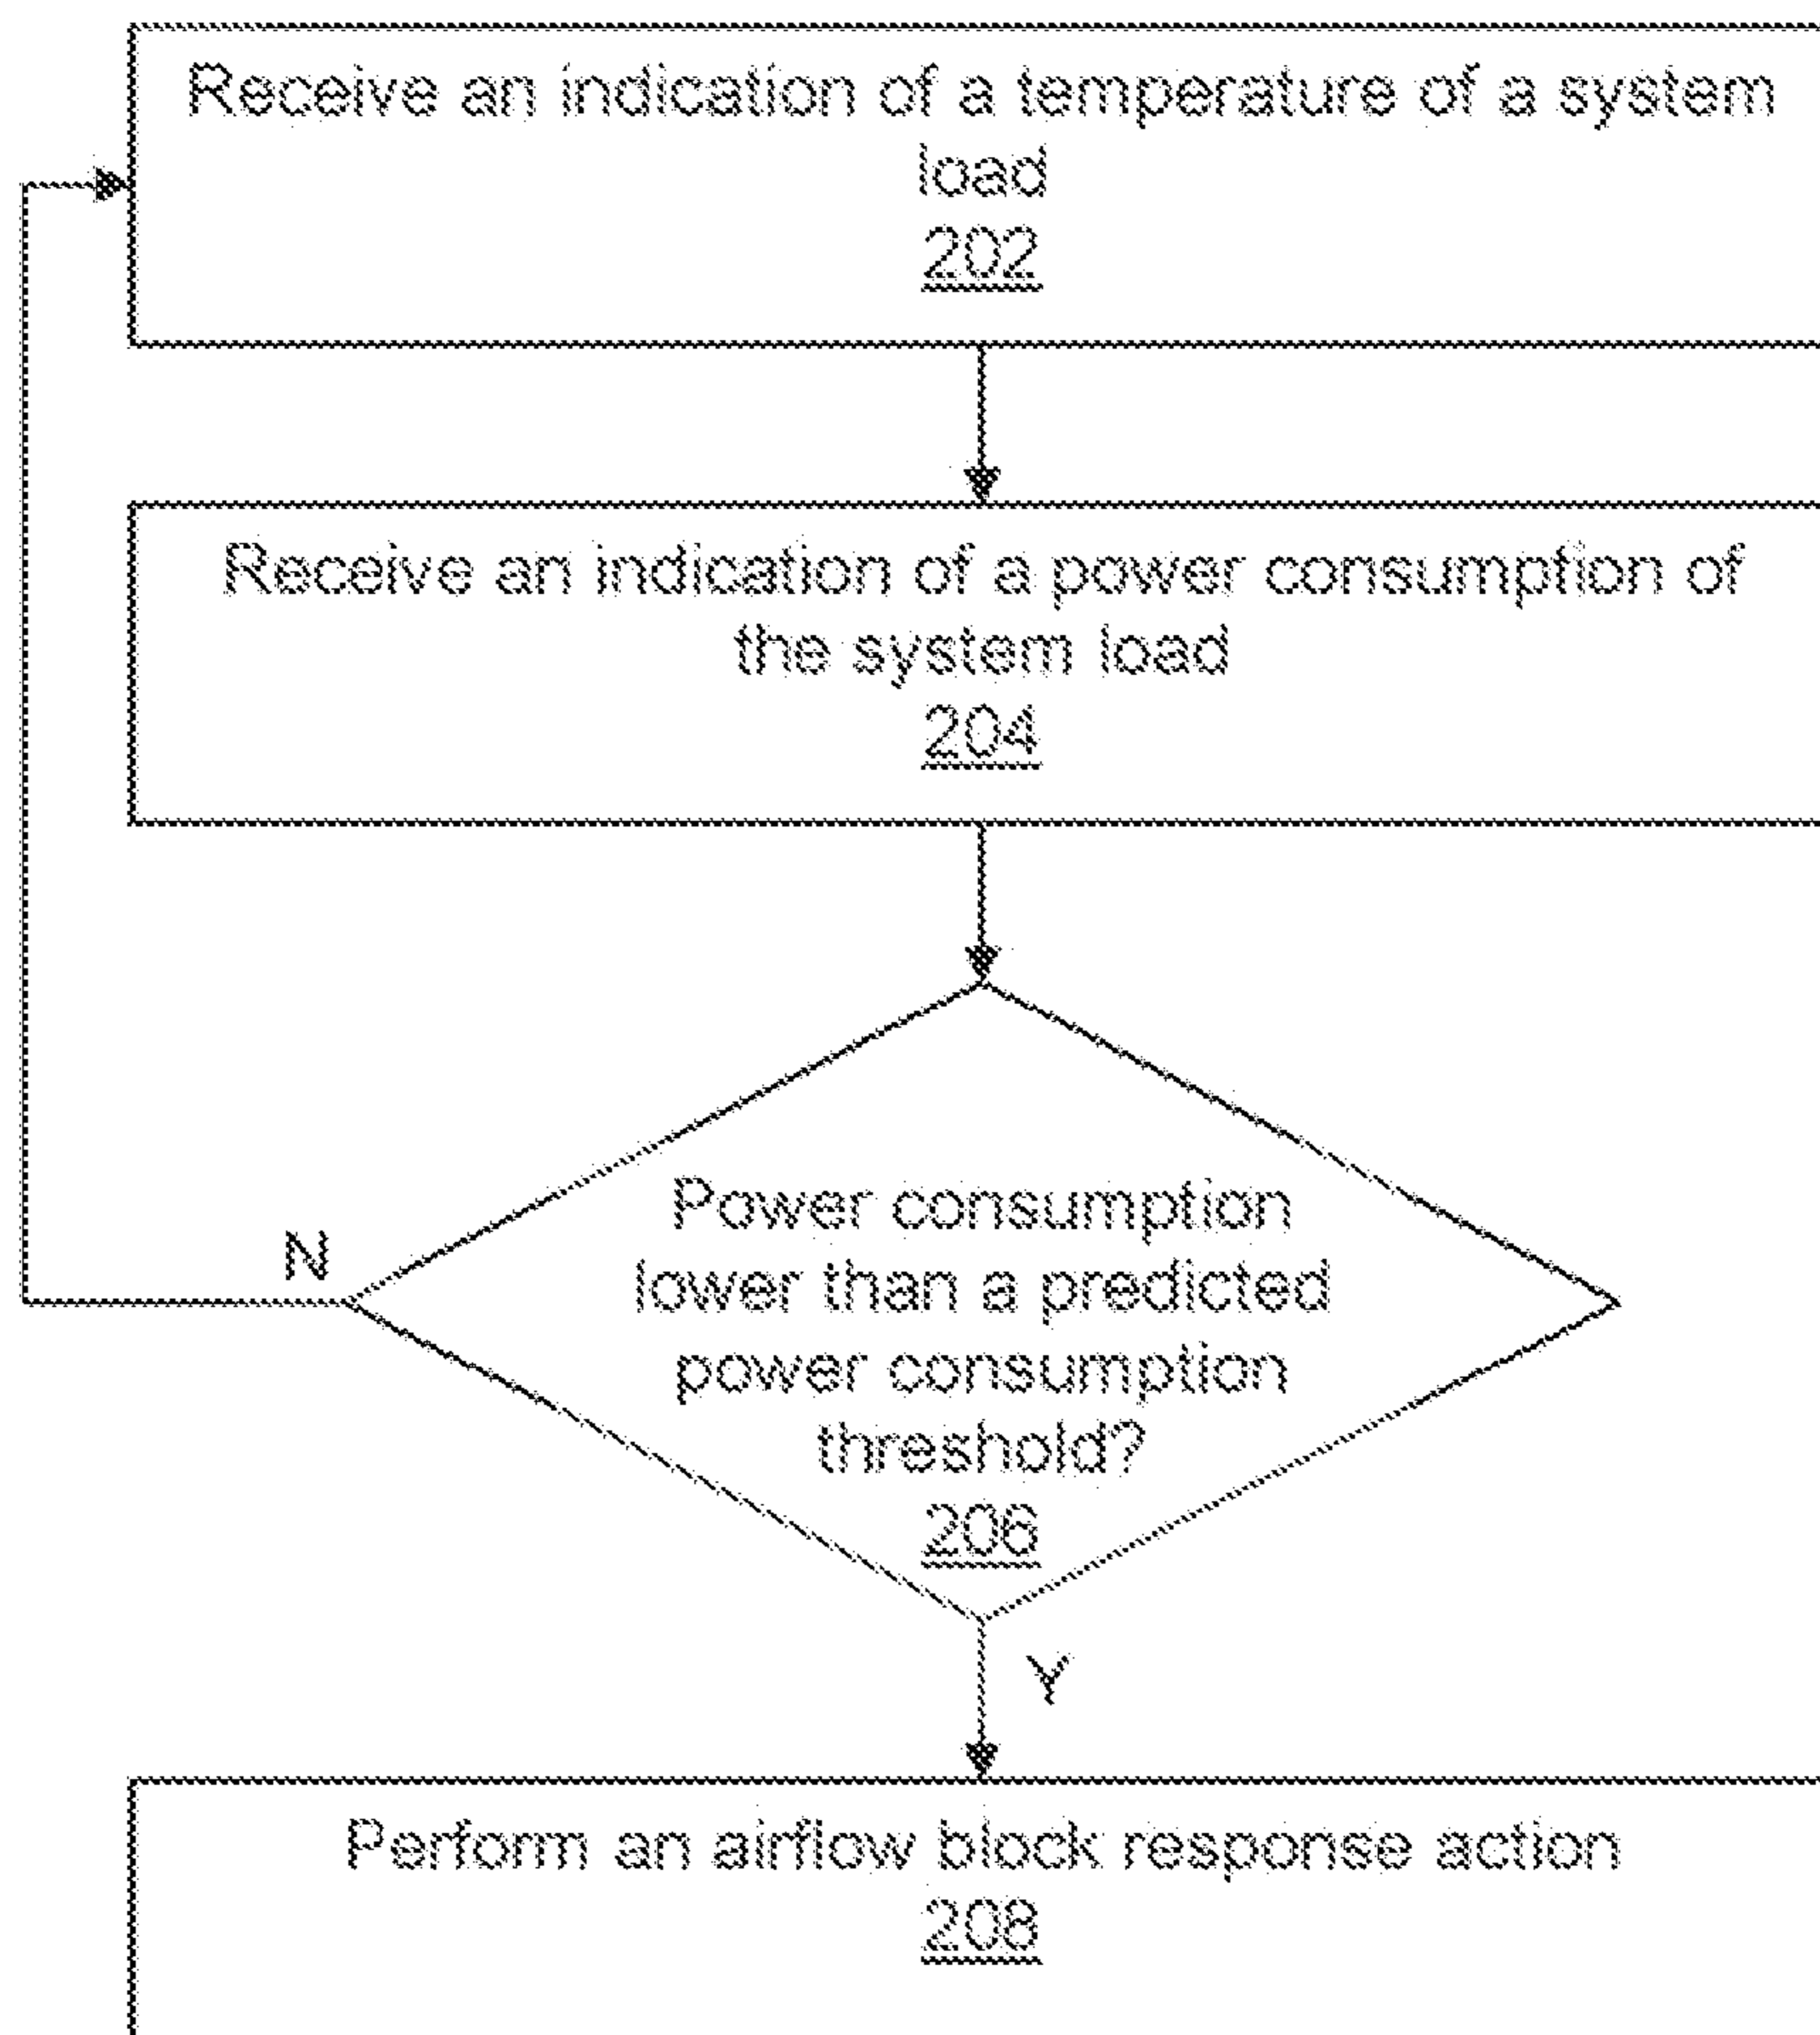 Receive an indication of a temperature of a system
load
202
Receive an indication of a power consumption of
the system load
204
Power consumption
lower than a predicted
power consumption
threshold?
206
N
Y
Perform an airflow block response action
208